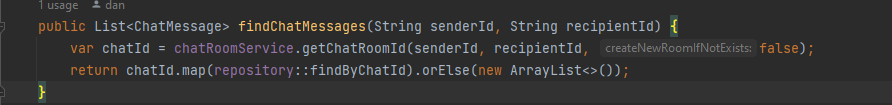 1 usage dan
public List<ChatMessage> findChatMessages(String senderId, String recipientId) {
var chatId = chatRoomService.getChatRoomId(senderId, recipientId, createNewRoomIfNotExists: false);
return chatId.map(repository::findByChatId).orElse(new ArrayList<>());
}